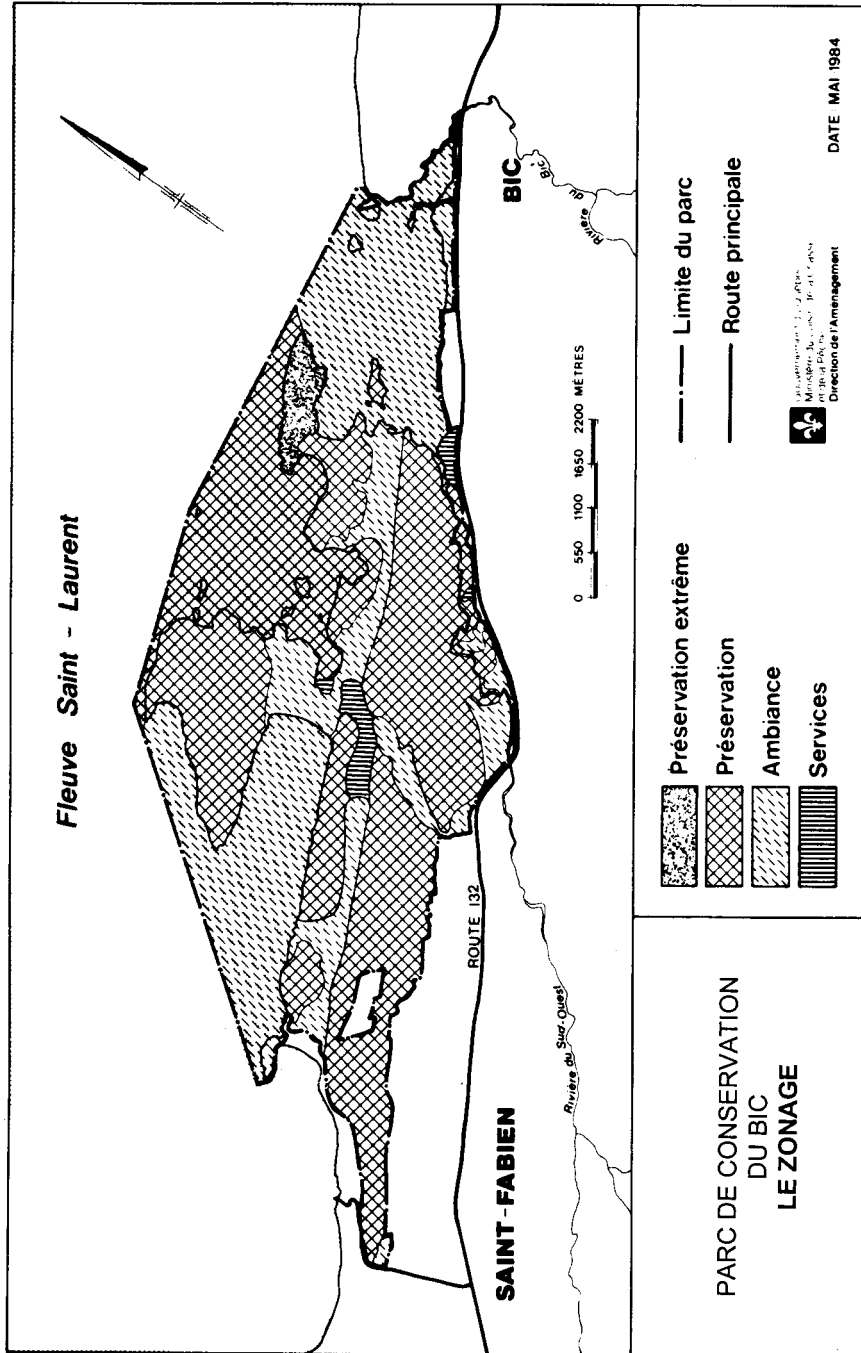 Fleuve Saint - Laurent
BIC
Rivière du Bic
0 550 1100 1650 2200 MÈTRES
ROUTE 132
SAINT-FABIEN
Rivière du Sud-Ouest
PARC DE CONSERVATION
DU BIC
LE ZONAGE
Préservation extrême
Préservation
Ambiance
Services
Limite du parc
Route principale
Direction de l'Aménagement
DATE: MAI 1984